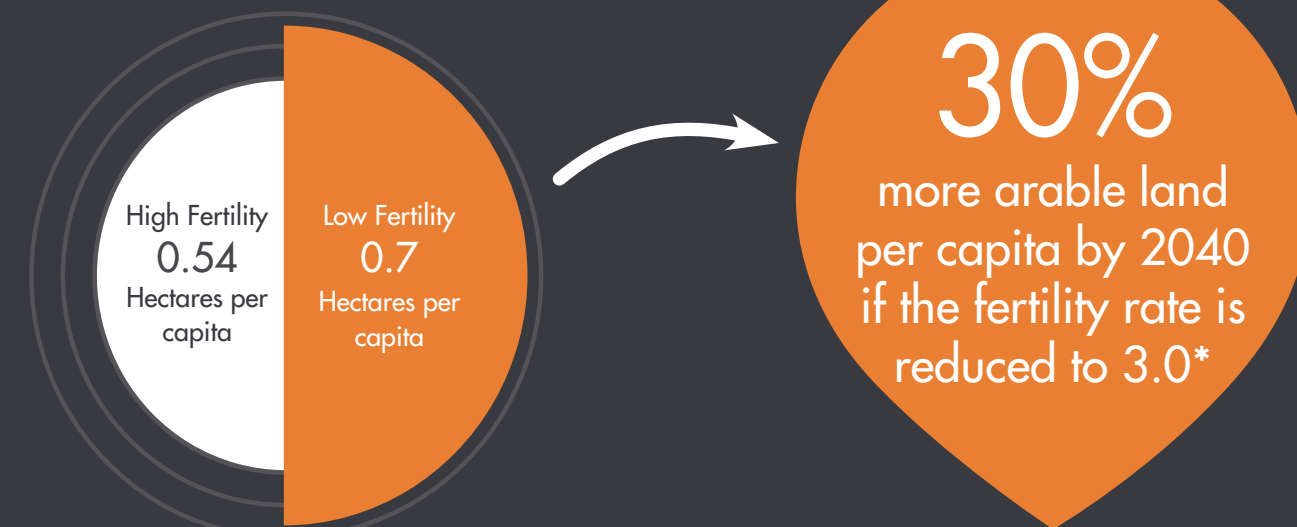 High Fertility
0.54
Hectares per
capita
Low Fertility
0.7
Hectares per
capita
30%
more arable land
per capita by 2040
if the fertility rate is
reduced to 3.0*